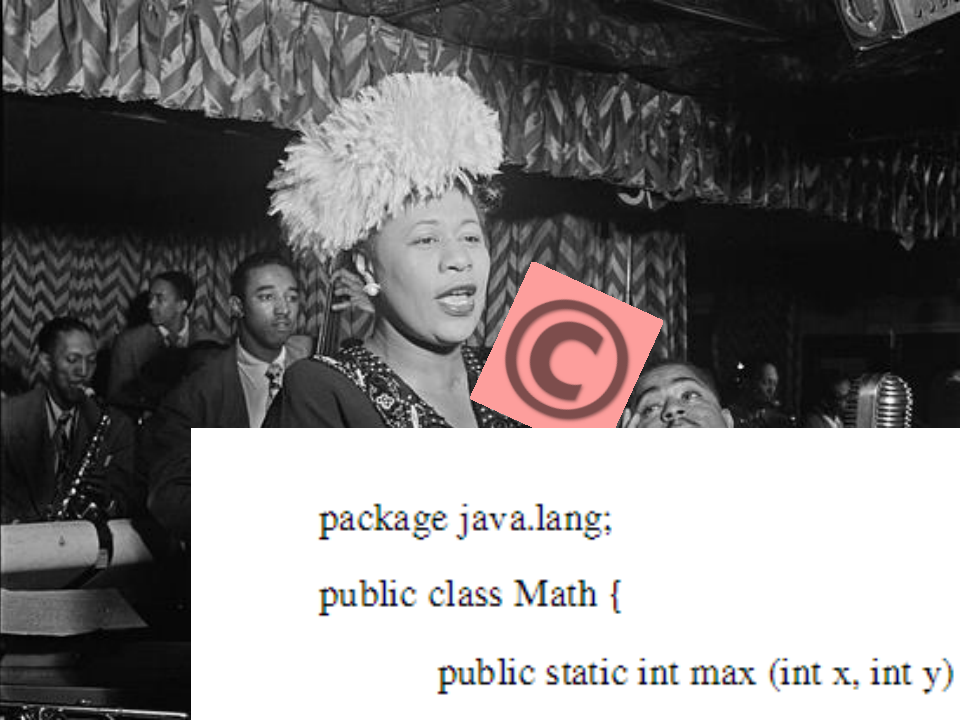 ©
package java.lang;
public class Math {
public static int max (int x, int y)